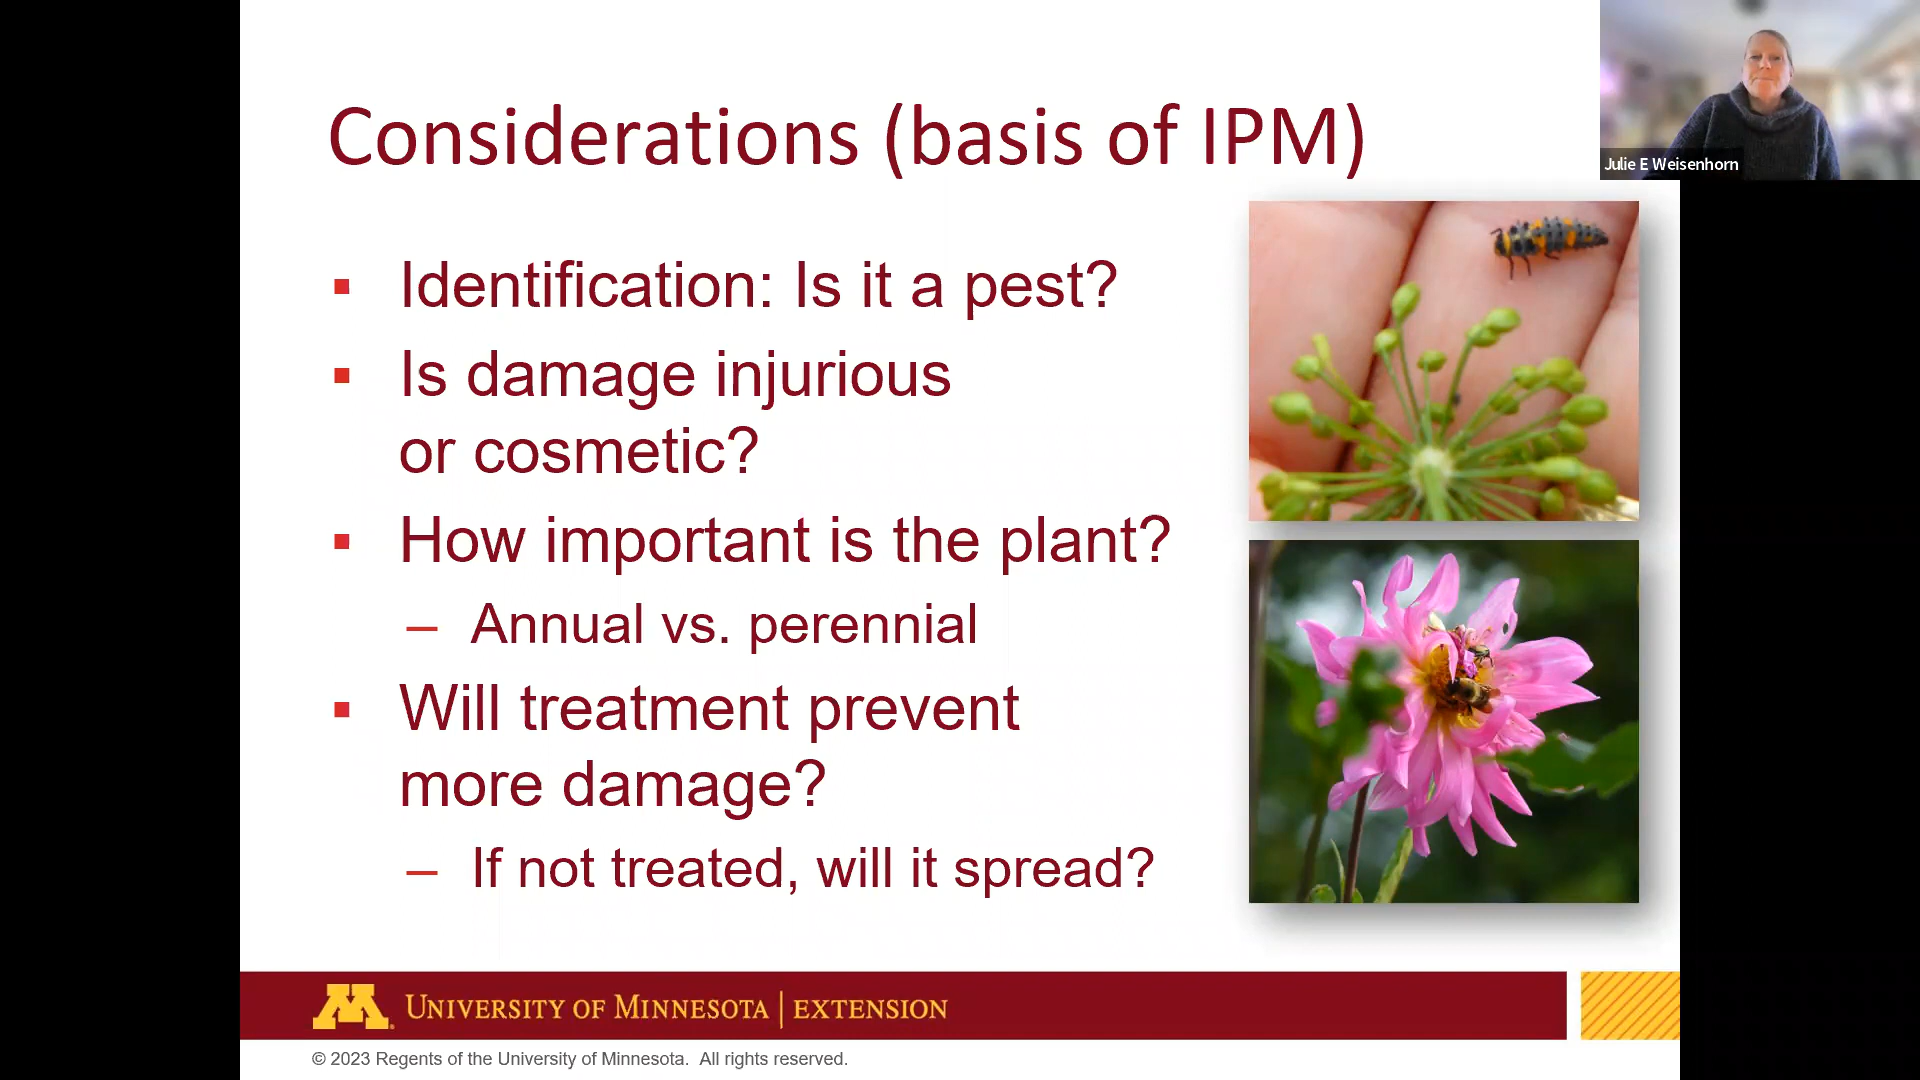 Considerations (basis of IPM)
▪ Identification: Is it a pest?
▪ Is damage injurious
or cosmetic?
▪ How important is the plant?
– Annual vs. perennial
▪ Will treatment prevent
more damage?
– If not treated, will it spread?
Julie E Weisenhorn
M UNIVERSITY OF MINNESOTA | EXTENSION
© 2023 Regents of the University of Minnesota. All rights reserved.